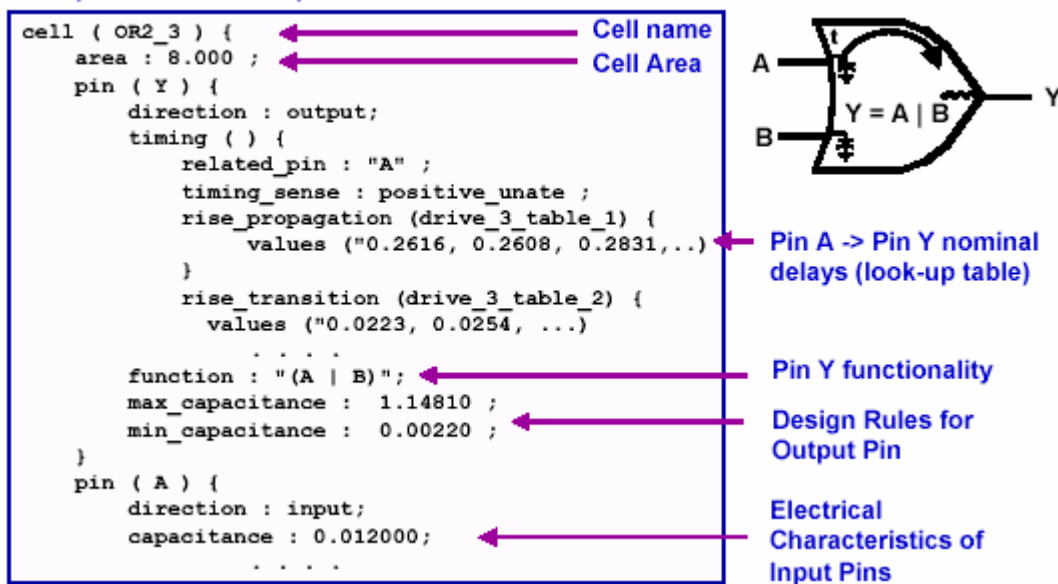 cell ( OR2_3 ) {
area : 8.000 ;
pin ( Y ) {
direction : output;
timing ( ) {
related_pin : "A" ;
timing_sense : positive_unate ;
rise_propagation (drive_3_table_1) {
values ("0.2616, 0.2608, 0.2831,..)
}
rise_transition (drive_3_table_2) {
values ("0.0223, 0.0254, ...)
. . . .
function : "(A | B)";
max_capacitance : 1.14810 ;
min_capacitance : 0.00220 ;
}
pin ( A ) {
direction : input;
capacitance : 0.012000;
. . . .
Cell name
Cell Area
Pin A -> Pin Y nominal
delays (look-up table)
Pin Y functionality
Design Rules for
Output Pin
Electrical
Characteristics of
Input Pins
t
A
B
Y = A | B
Y